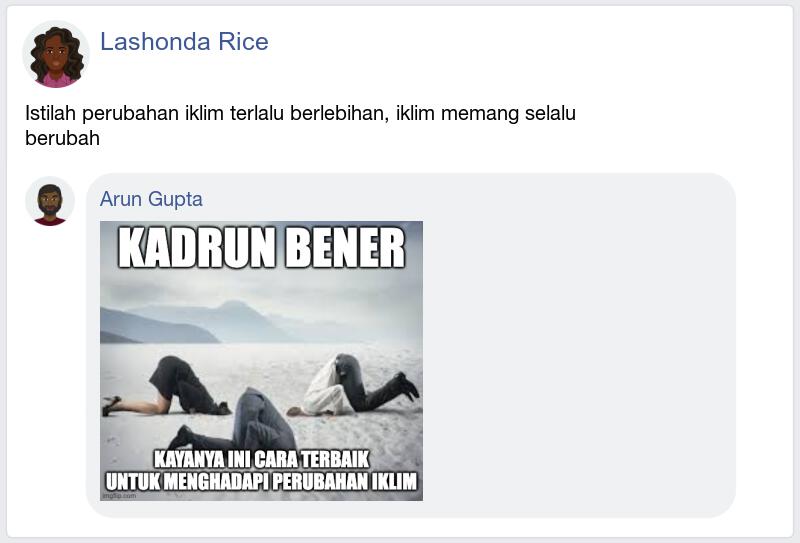 Lashonda Rice
Istilah perubahan iklim terlalu berlebihan, iklim memang selalu
berubah
Arun Gupta
KADRUN BENER
KAYANYA INI CARA TERBAIK
UNTUK MENGHADAPI PERUBAHAN IKLIM
imgflip.com